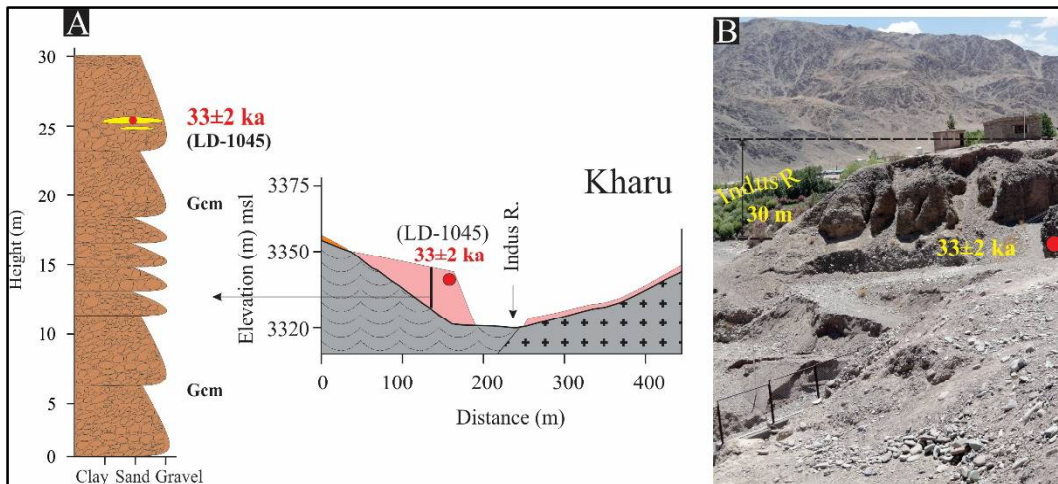 A
30
25
20
15
10
5
0
Height (m)
Clay Sand Gravel
33±2 ka
(LD-1045)
Gcm
Gcm
Kharu
3375
3350
3320
Elevation (m) msl
(LD-1045)
33±2 ka
Indus R.
0 100 200 300 400
Distance (m)
B
Indus R
30 m
33±2 ka